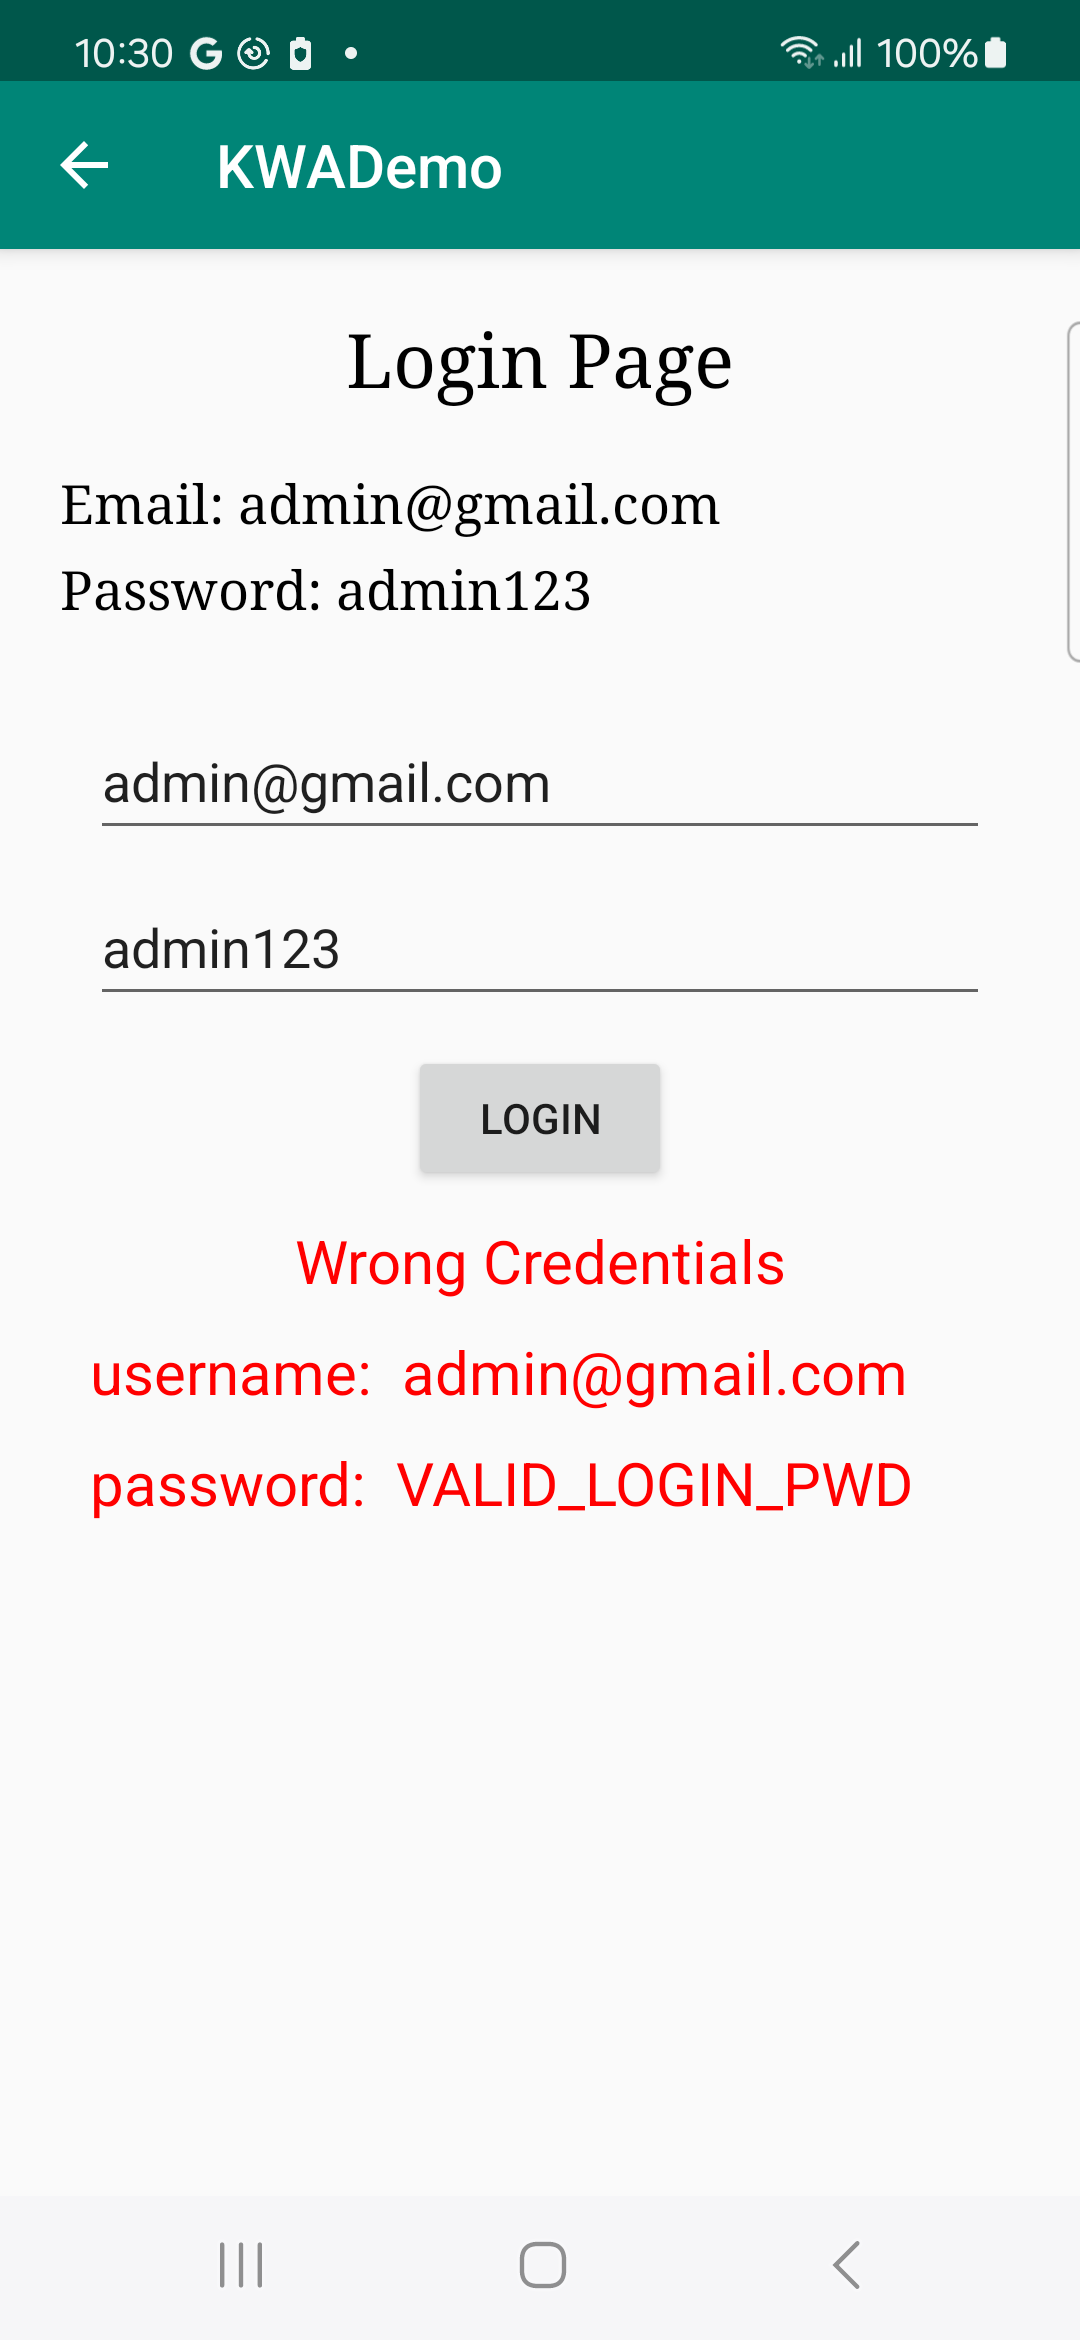 10:30 G 100%
KWADemo
Login Page
Email: admin@gmail.com
Password: admin123
admin@gmail.com
admin123
LOGIN
Wrong Credentials
username: admin@gmail.com
password: VALID_LOGIN_PWD